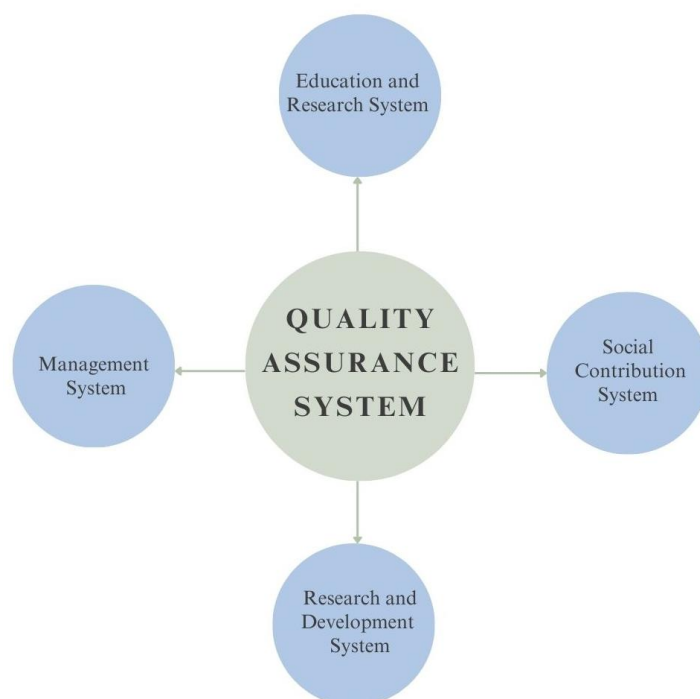 Education and
Research System
QUALITY
ASSURANCE
SYSTEM
Management
System
Social
Contribution
System
Research and
Development
System